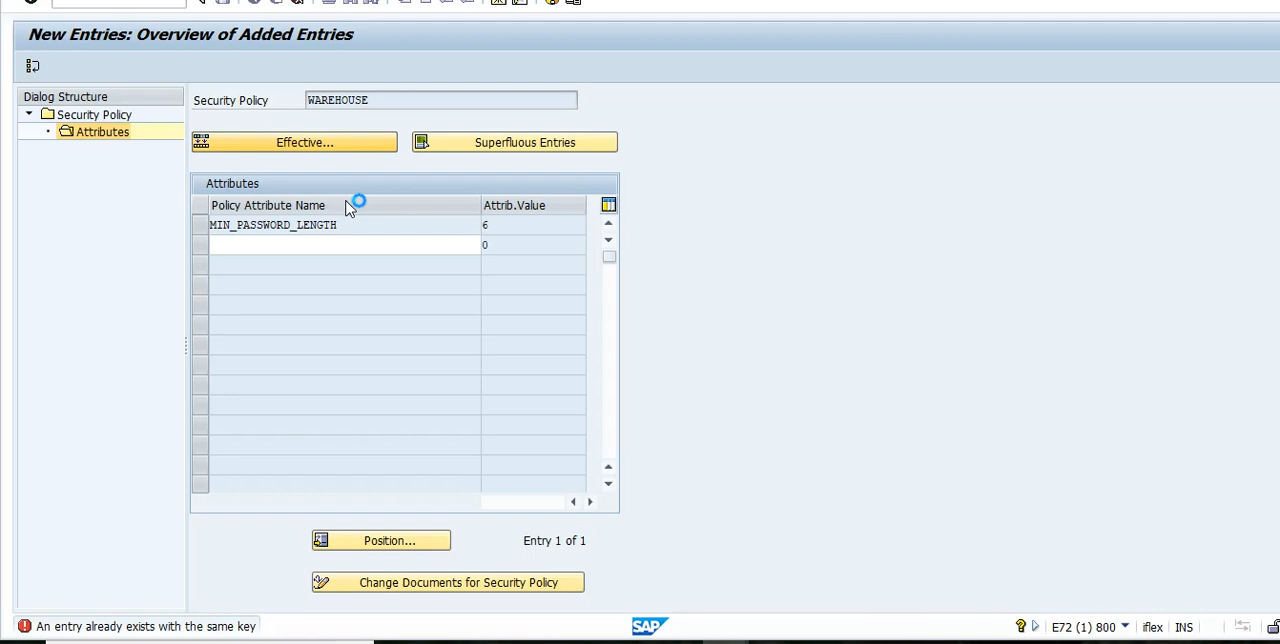 New Entries: Overview of Added Entries
Dialog Structure
Security Policy
Attributes
Security Policy WAREHOUSE
Effective... Superfluous Entries
Attributes
Policy Attribute Name Attrib.Value
MIN_PASSWORD_LENGTH 6
0
Position... Entry 1 of 1
Change Documents for Security Policy
An entry already exists with the same key SAP E72 (1) 800 iflex INS